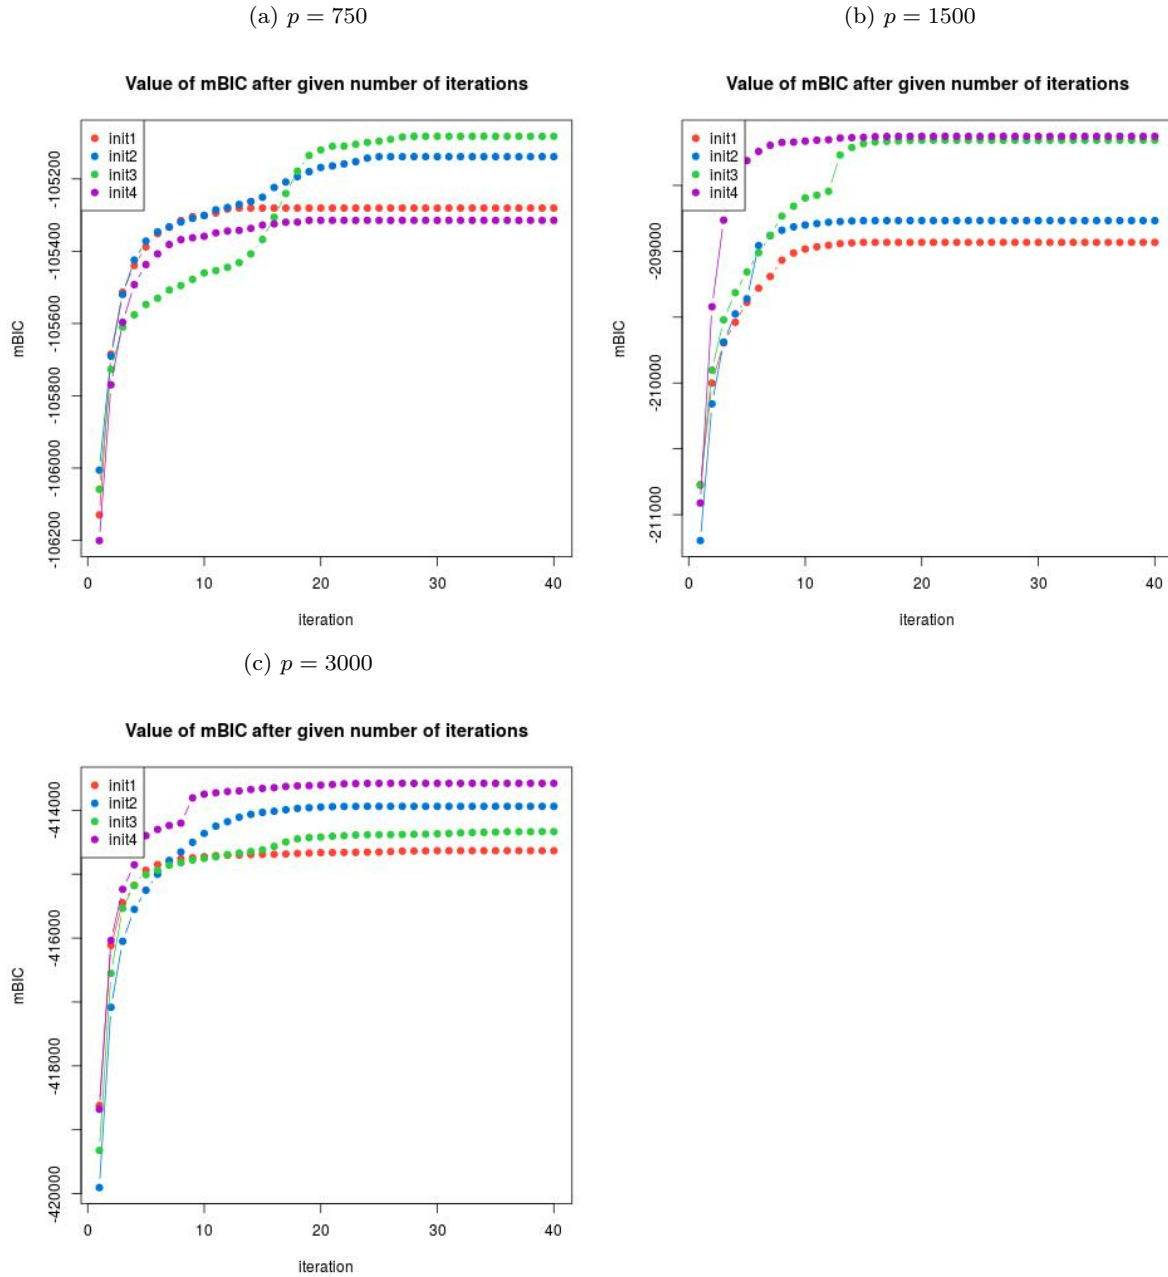 (a) p = 750
Value of mBIC after given number of iterations
init1
init2
init3
init4
-105200
-105400
-105600
-105800
-106000
-106200
mBIC
0 10 20 30 40
iteration
(b) p = 1500
Value of mBIC after given number of iterations
init1
init2
init3
init4
-209000
-210000
-211000
mBIC
0 10 20 30 40
iteration
(c) p = 3000
Value of mBIC after given number of iterations
init1
init2
init3
init4
-414000
-416000
-418000
-420000
mBIC
0 10 20 30 40
iteration